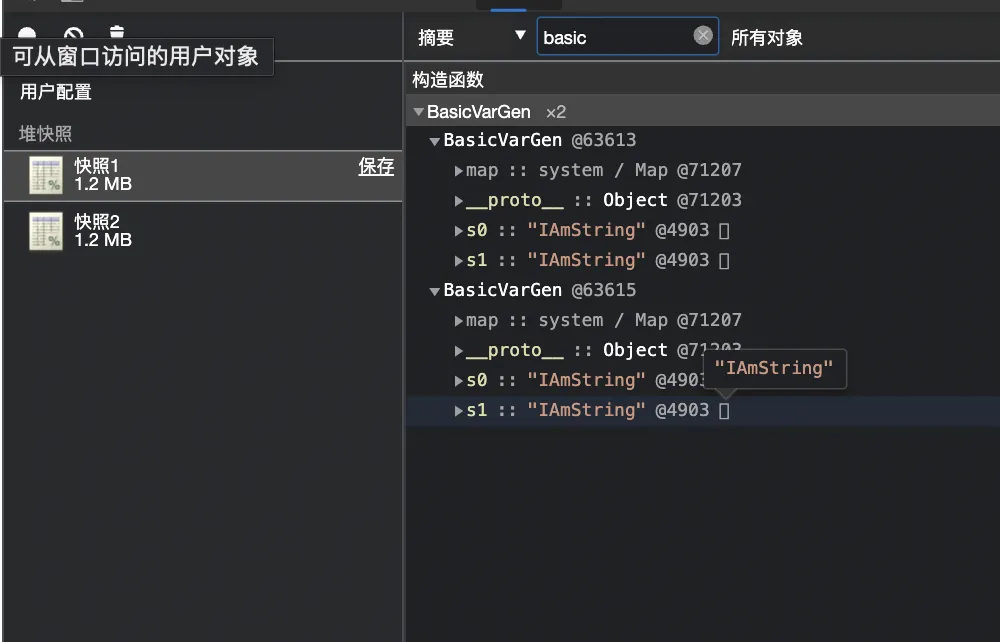 摘要
basic
所有对象
可从窗口访问的用户对象
用户配置
堆快照
快照1
保存
1.2 MB
快照2
1.2 MB
构造函数
▼BasicVarGen ×2
▼BasicVarGen @63613
▶map :: system / Map @71207
▶__proto__ :: Object @71203
▶s0 :: "IAmString" @4903 ▯
▶s1 :: "IAmString" @4903 ▯
▼BasicVarGen @63615
▶map :: system / Map @71207
▶__proto__ :: Object @71203
▶s0 :: "IAmString" @4903
"IAmString"
▶s1 :: "IAmString" @4903 ▯